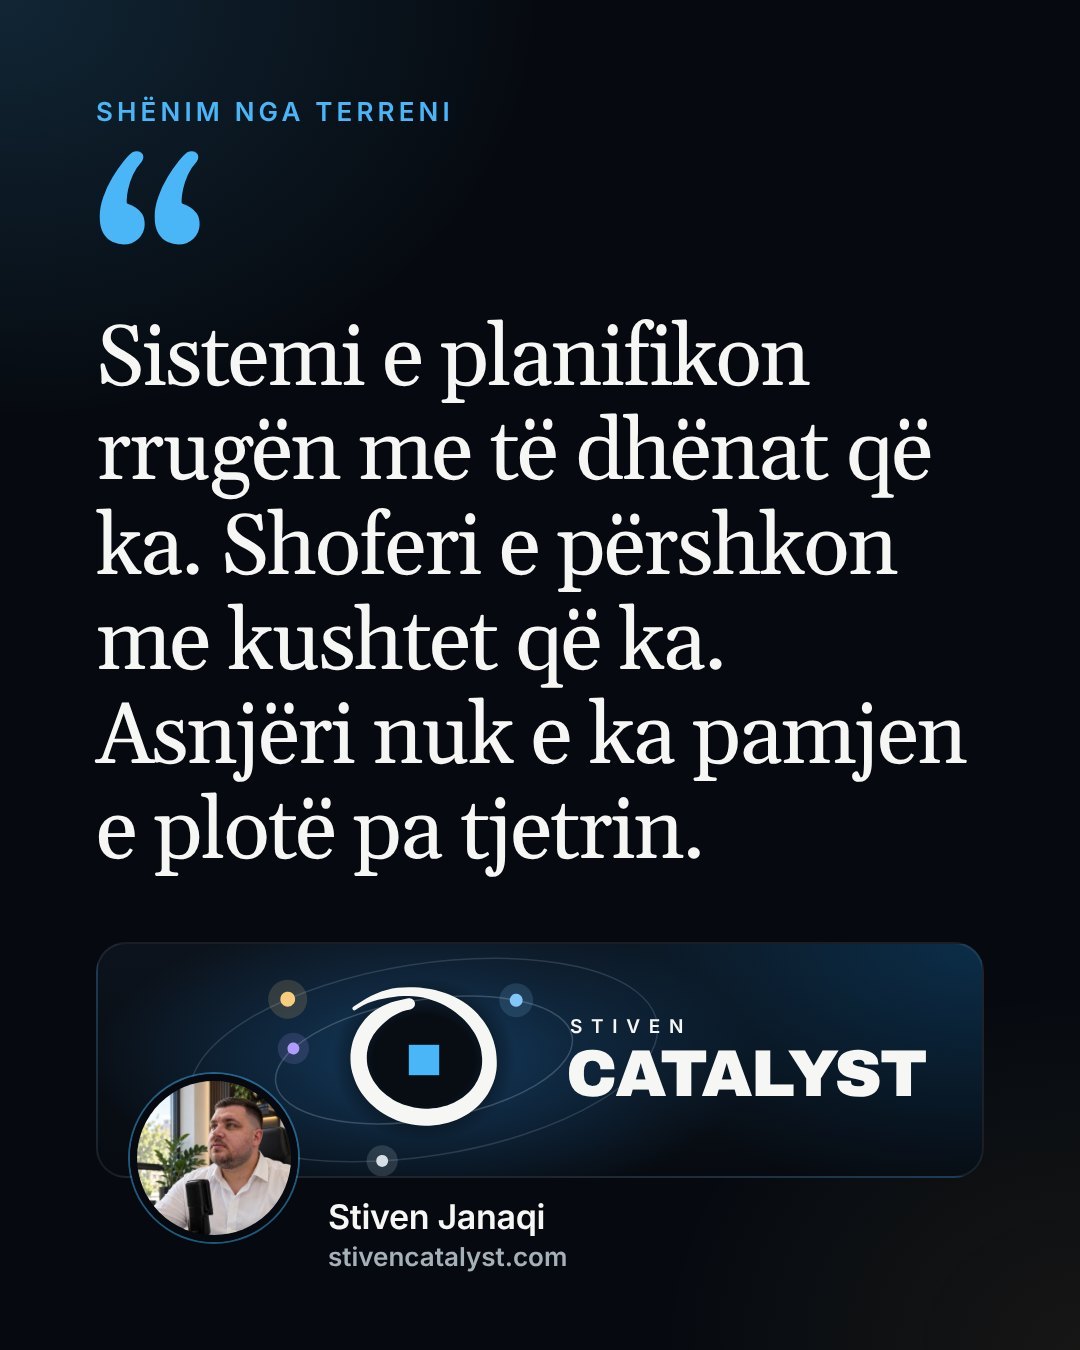 SHËNIM NGA TERRENI
“
Sistemi e planifikon
rrugën me të dhënat që
ka. Shoferi e përshkon
me kushtet që ka.
Asnjëri nuk e ka pamjen
e plotë pa tjetrin.
STIVEN
CATALYST
Stiven Janaqi
stivencatalyst.com